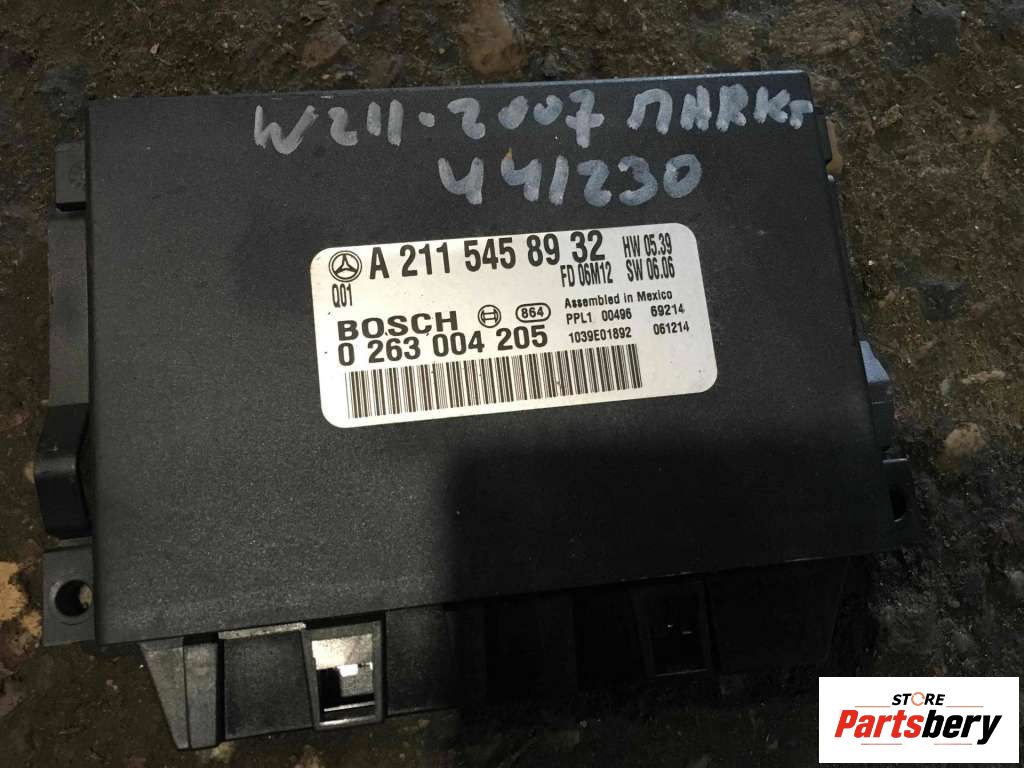 W211. 2007 ПАRКТ
441230
A 211 545 89 32 HW 05.39
Q01 FD 06M12 SW 06.06
BOSCH 864 Assembled in Mexico
PPL1 00496 69214
0 263 004 205 1039E01892 061214
STORE
Partsbery